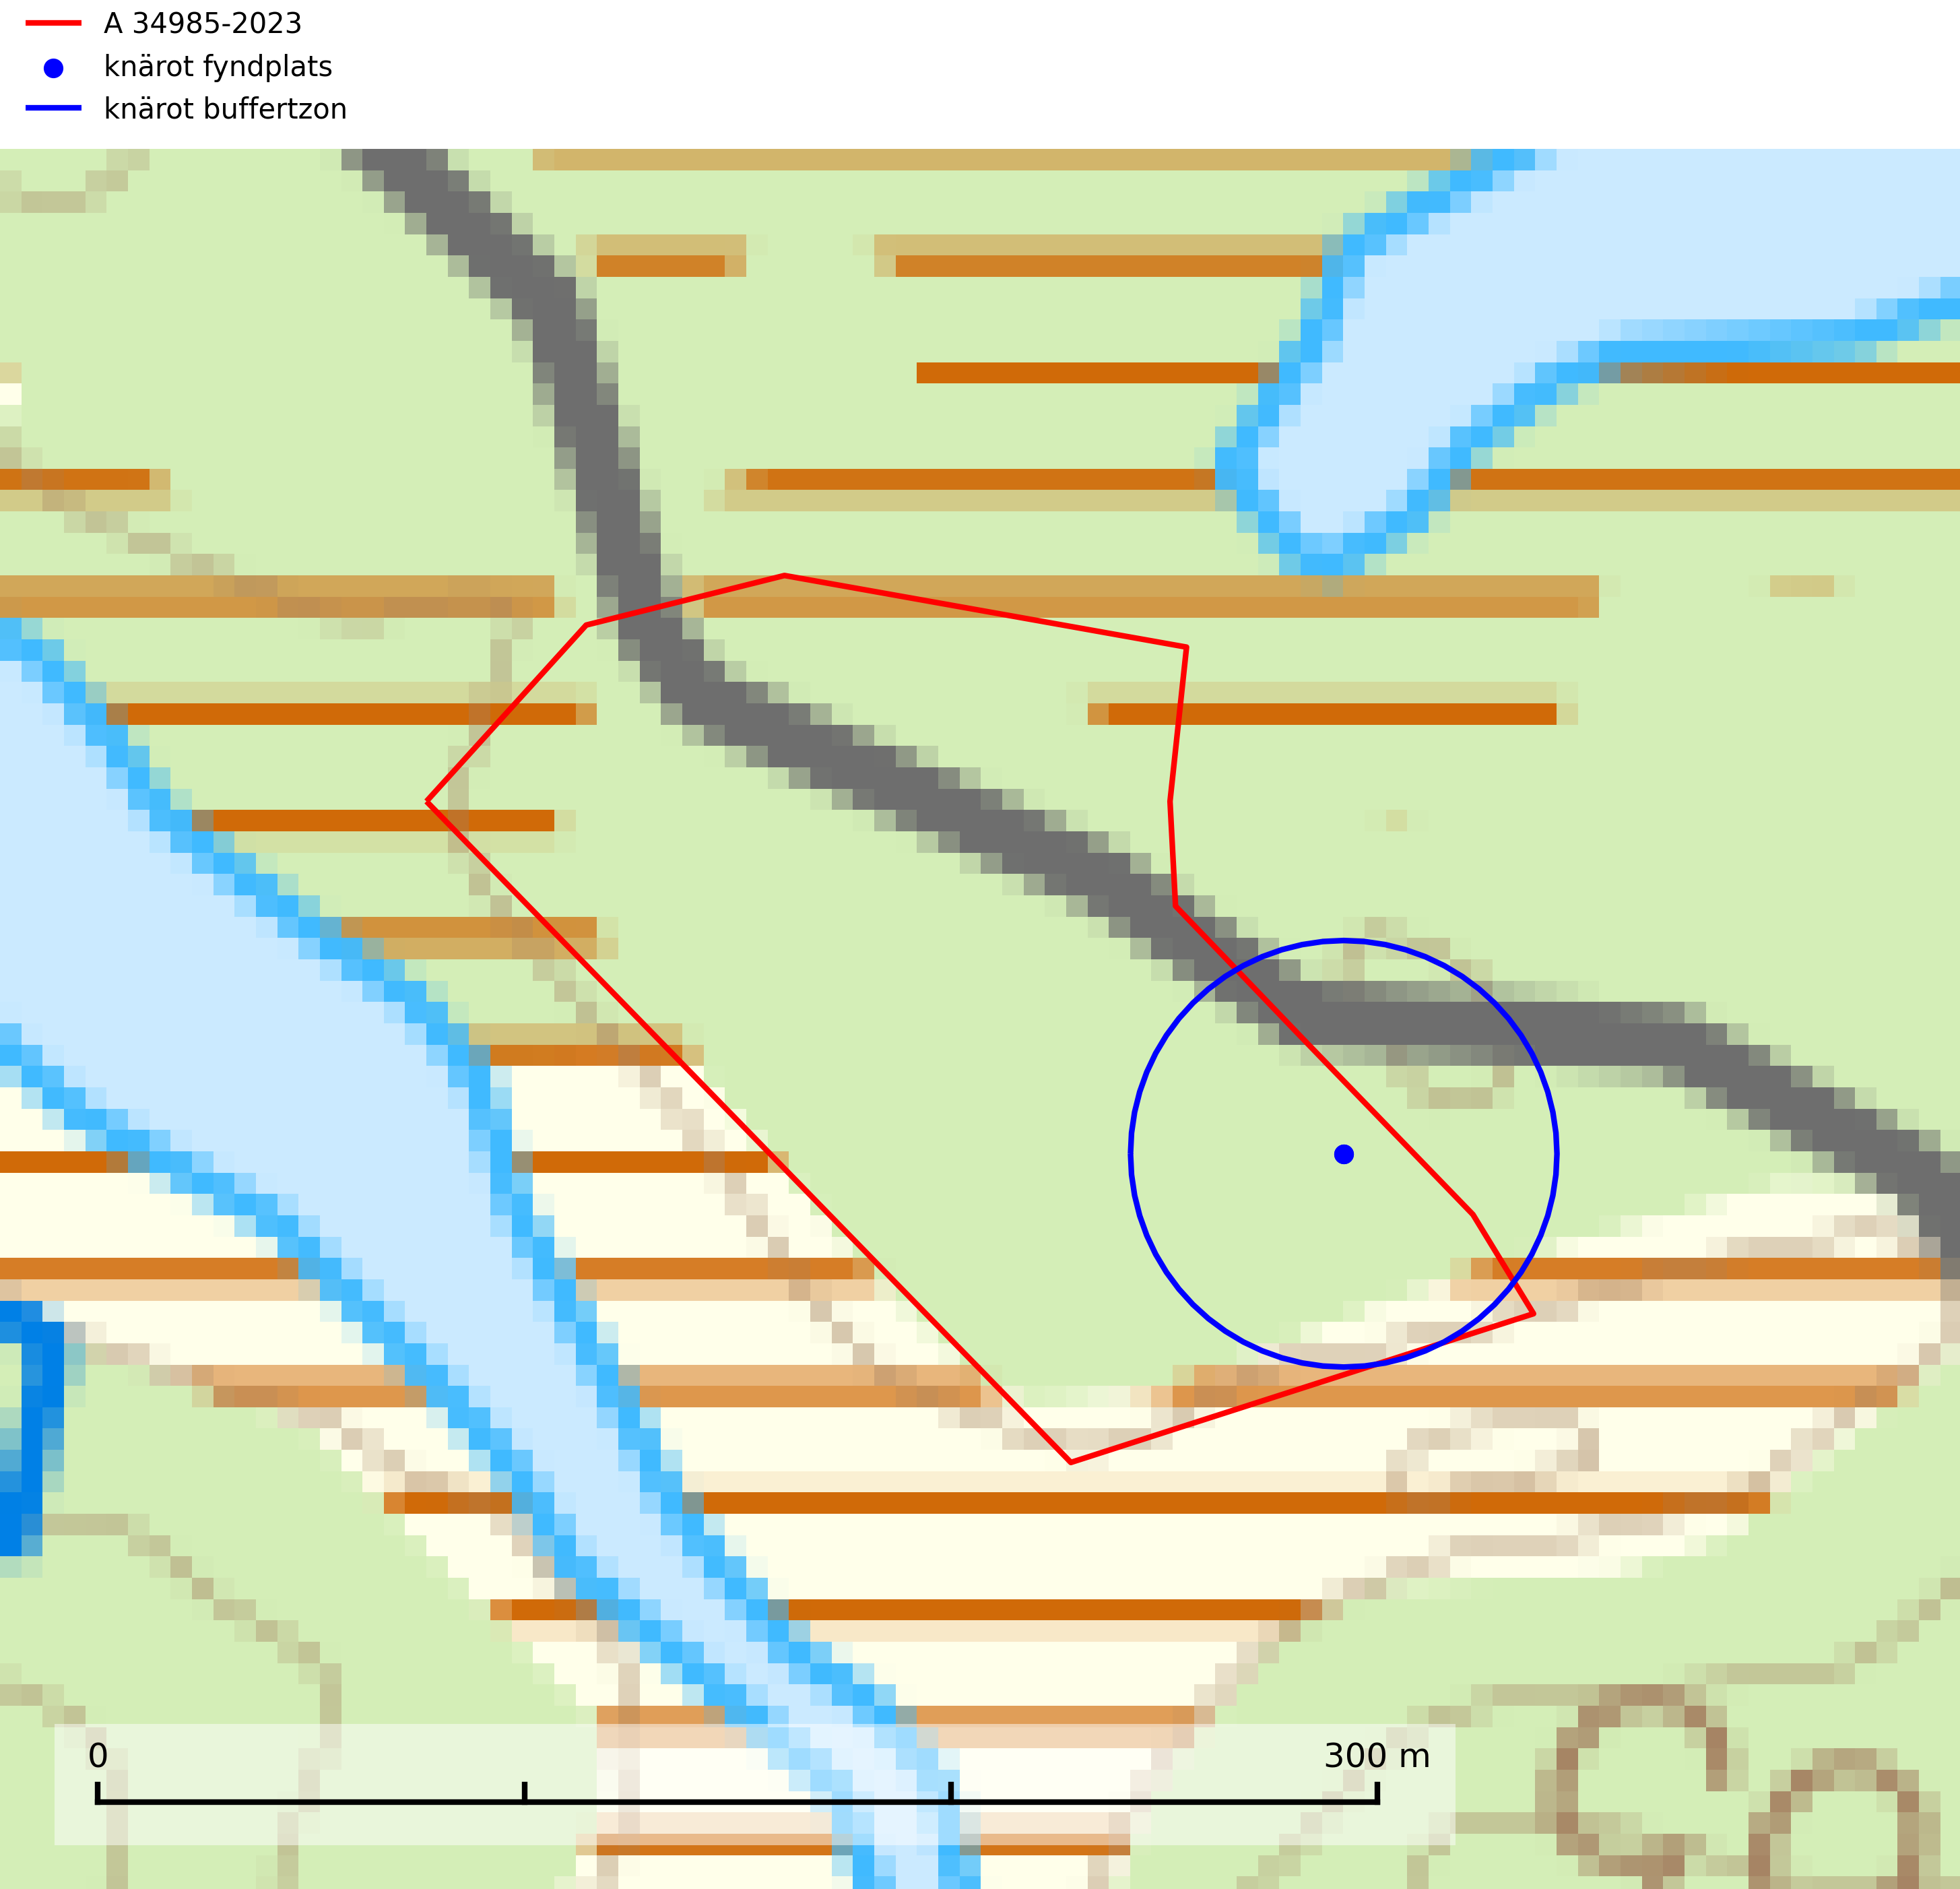 A 34985-2023
knärot fyndplats
knärot buffertzon
0 300 m